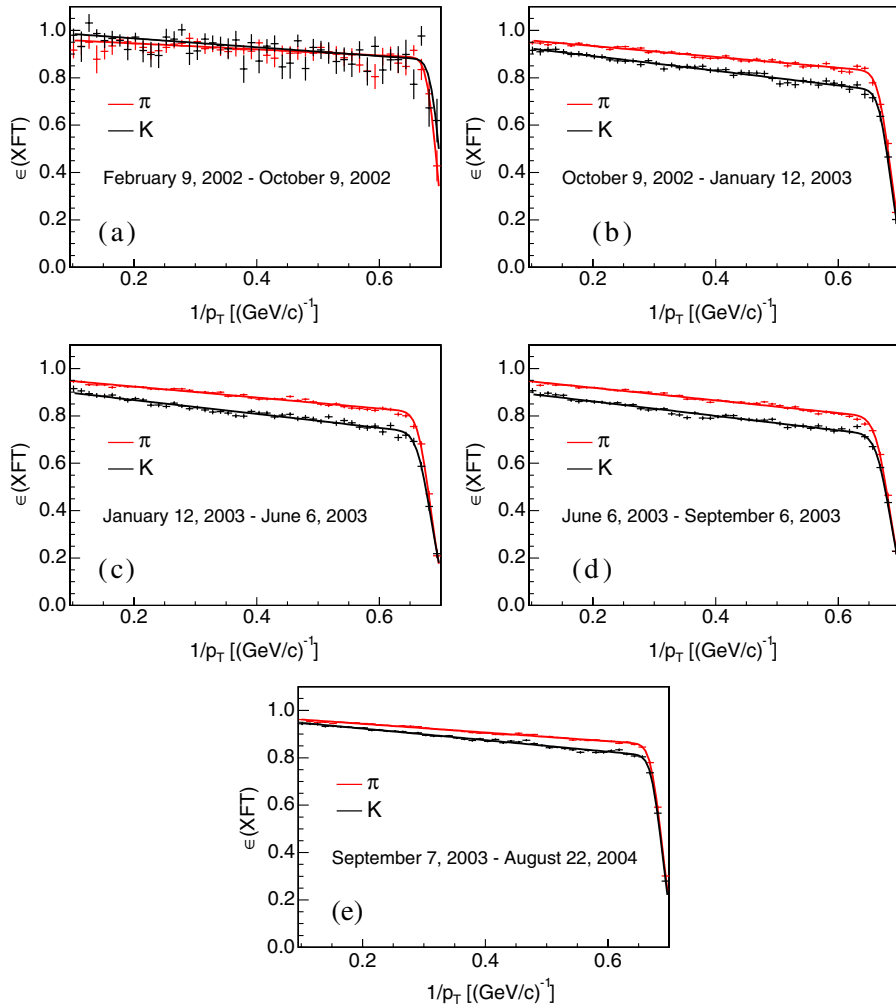 1.0
0.8
0.6
0.4
0.2
0.0
ϵ(XFT)
π
K
February 9, 2002 - October 9, 2002
(a)
0.2 0.4 0.6
1/p_T [(GeV/c)⁻¹]
1.0
0.8
0.6
0.4
0.2
0.0
ϵ(XFT)
π
K
October 9, 2002 - January 12, 2003
(b)
0.2 0.4 0.6
1/p_T [(GeV/c)⁻¹]
1.0
0.8
0.6
0.4
0.2
0.0
ϵ(XFT)
π
K
January 12, 2003 - June 6, 2003
(c)
0.2 0.4 0.6
1/p_T [(GeV/c)⁻¹]
1.0
0.8
0.6
0.4
0.2
0.0
ϵ(XFT)
π
K
June 6, 2003 - September 6, 2003
(d)
0.2 0.4 0.6
1/p_T [(GeV/c)⁻¹]
1.0
0.8
0.6
0.4
0.2
0.0
ϵ(XFT)
π
K
September 7, 2003 - August 22, 2004
(e)
0.2 0.4 0.6
1/p_T [(GeV/c)⁻¹]